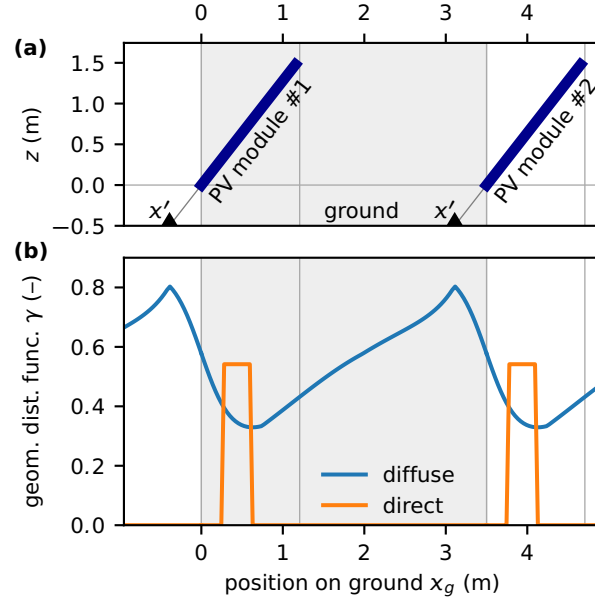 0 1 2 3 4
(a)
1.5
1.0
0.5
0.0
−0.5
z (m)
PV module #1
PV module #2
x′
x′
ground
(b)
0.8
0.6
0.4
0.2
0.0
geom. dist. func. γ (–)
diffuse
direct
0 1 2 3 4
position on ground x_g (m)